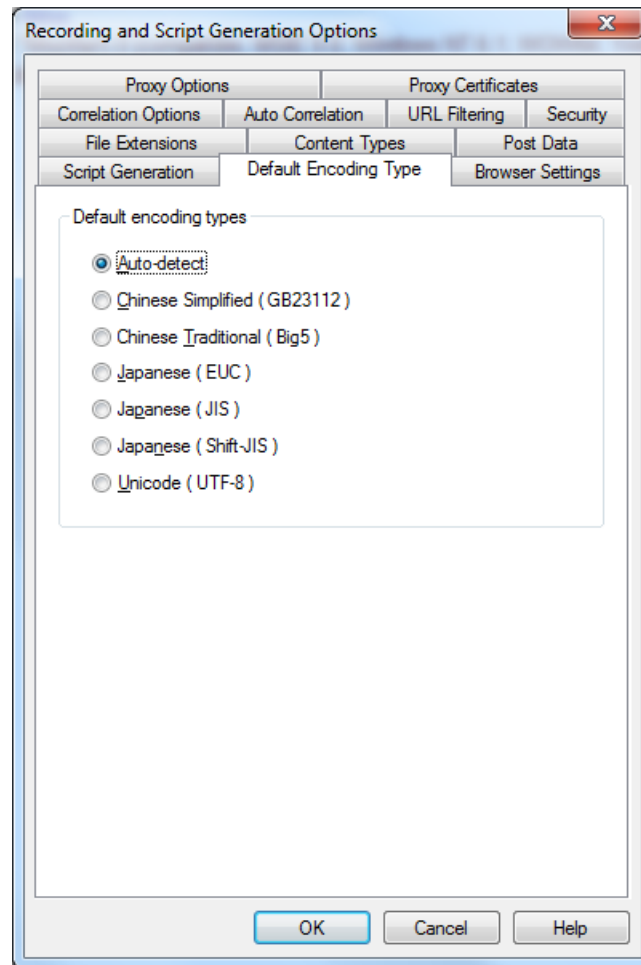 Recording and Script Generation Options
Proxy Options Proxy Certificates
Correlation Options Auto Correlation URL Filtering Security
File Extensions Content Types Post Data
Script Generation Default Encoding Type Browser Settings
Default encoding types
Auto-detect
Chinese Simplified ( GB23112 )
Chinese Traditional ( Big5 )
Japanese ( EUC )
Japanese ( JIS )
Japanese ( Shift-JIS )
Unicode ( UTF-8 )
OK Cancel Help